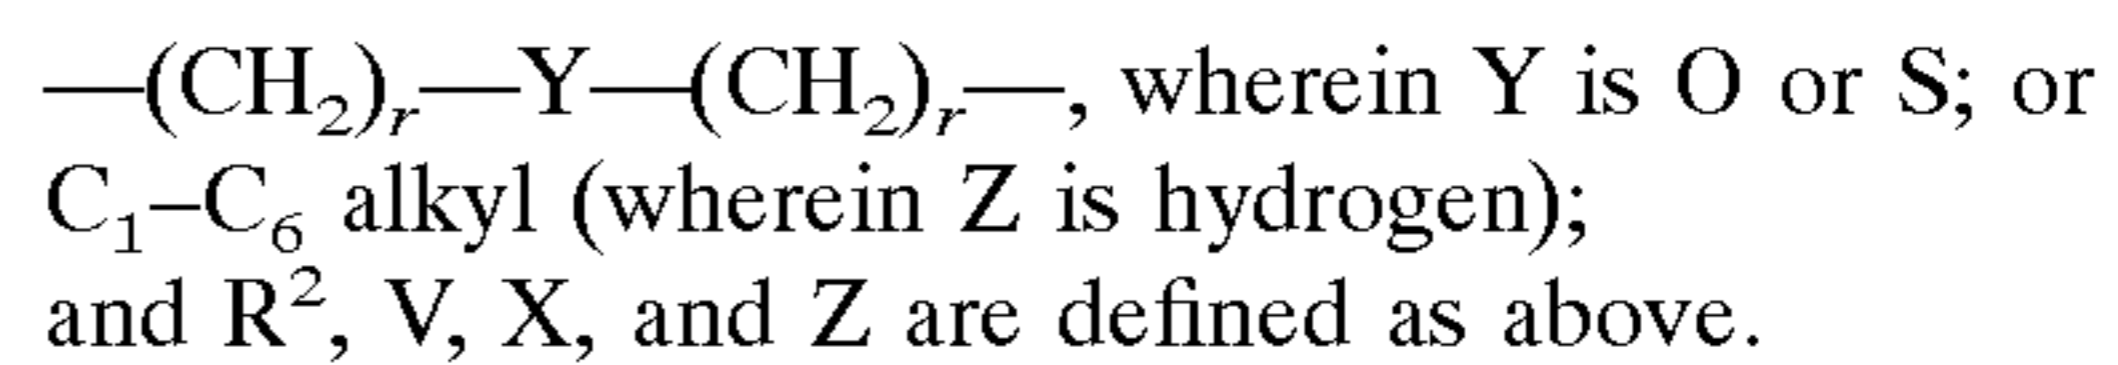 —(CH₂)ᵣ—Y—(CH₂)ᵣ—, wherein Y is O or S; or
C₁–C₆ alkyl (wherein Z is hydrogen);
and R², V, X, and Z are defined as above.